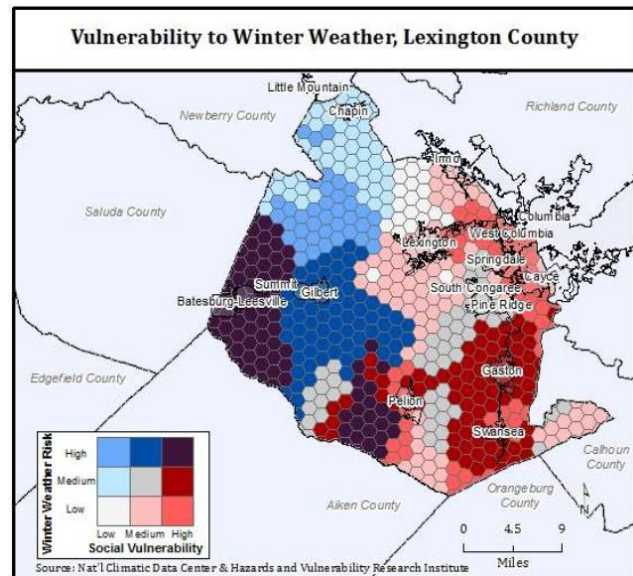 Vulnerability to Winter Weather, Lexington County
Little Mountain
Chapin
Newberry County
Richland County
Irmo
Saluda County
Columbia
West Columbia
Lexington
Springdale
Cayce
Summit
Gilbert
South Congaree
Batesburg-Leesville
Pine Ridge
Edgefield County
Gaston
Pelion
Swansea
Calhoun
County
Orangeburg
County
Aiken County
N
Winter Weather Risk
High
Medium
Low
Low Medium High
Social Vulnerability
0 4.5 9
Miles
Source: Nat'l Climatic Data Center & Hazards and Vulnerability Research Institute